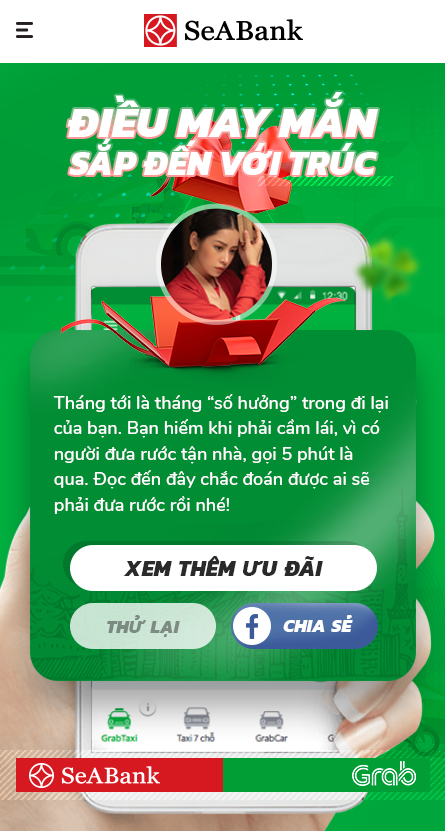 SeABank
ĐIỀU MAY MẮN
SẮP ĐẾN VỚI TRÚC
12:30
Tháng tới là tháng “số hưởng” trong đi lại
của bạn. Bạn hiếm khi phải cầm lái, vì có
người đưa rước tận nhà, gọi 5 phút là
qua. Đọc đến đây chắc đoán được ai sẽ
phải đưa rước rồi nhé!
XEM THÊM ƯU ĐÃI
THỬ LẠI
f CHIA SẺ
GrabTaxi Taxi 7 chỗ GrabCar G
SeABank Grab